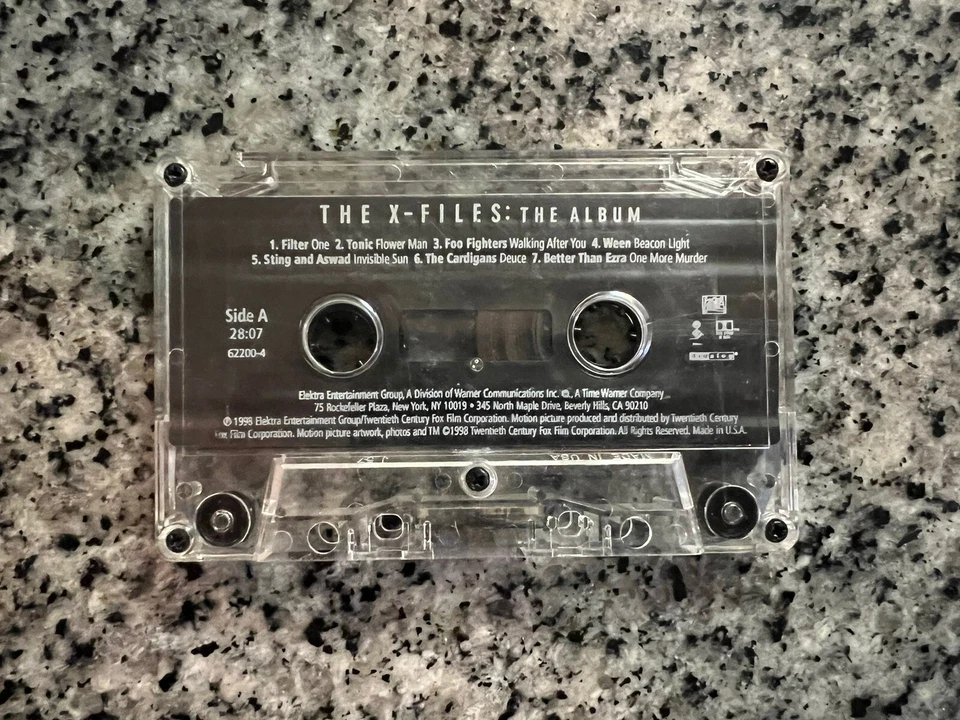 THE X-FILES: THE ALBUM
1. Filter One 2. Tonic Flower Man 3. Foo Fighters Walking After You 4. Ween Beacon Light
5. Sting and Aswad Invisible Sun 6. The Cardigans Deuce 7. Better Than Ezra One More Murder
Side A
28:07
62200-4
Elektra Entertainment Group, A Division of Warner Communications Inc. ©., A Time Warner Company
75 Rockefeller Plaza, New York, NY 10019 • 345 North Maple Drive, Beverly Hills, CA 90210
℗ 1998 Elektra Entertainment Group/Twentieth Century Fox Film Corporation. Motion picture produced and distributed by Twentieth Century
Fox Film Corporation. Motion picture artwork, photos and TM ©1998 Twentieth Century Fox Film Corporation. All Rights Reserved. Made in U.S.A.
MADE IN USA